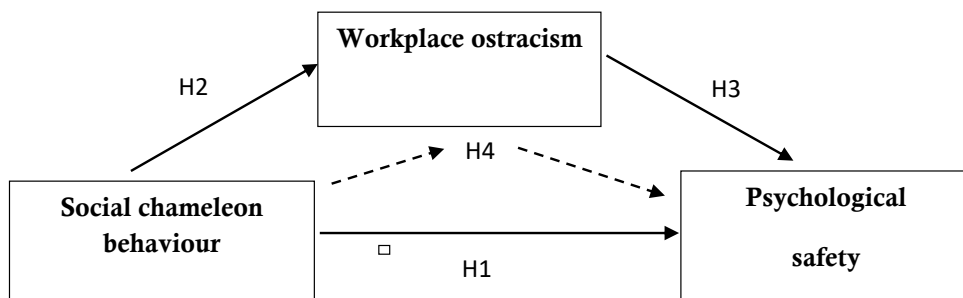 Workplace ostracism
H2
H3
H4
Social chameleon
behaviour
Psychological
safety
H1